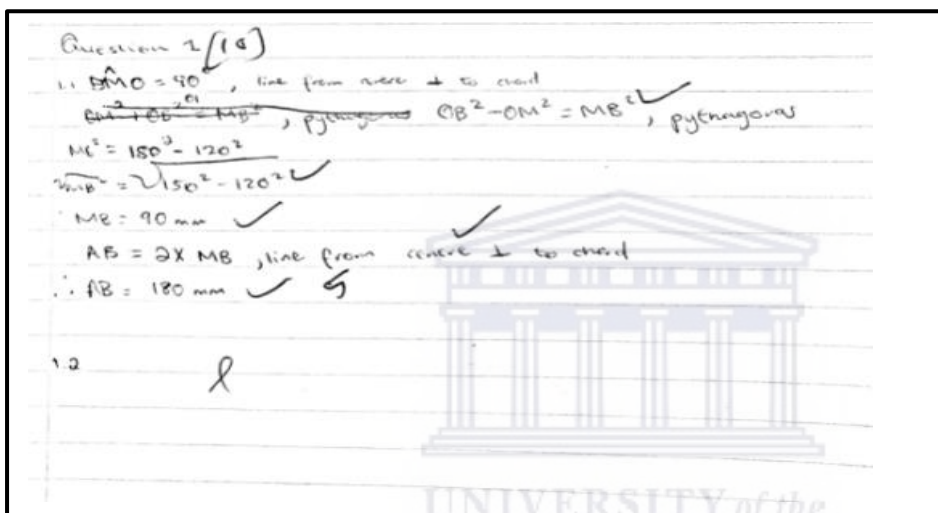 Question 1 [10]
1.1 BM̂O = 90°, line from centre ⊥ to chord
OB² - OM² = MB², pythagoras
MB² = 150² - 120²
√MB² = √150² - 120²
∴ MB = 90 mm
AB = 2 x MB, line from centre ⊥ to chord
∴ AB = 180 mm 5
1.2
UNIVERSITY of the